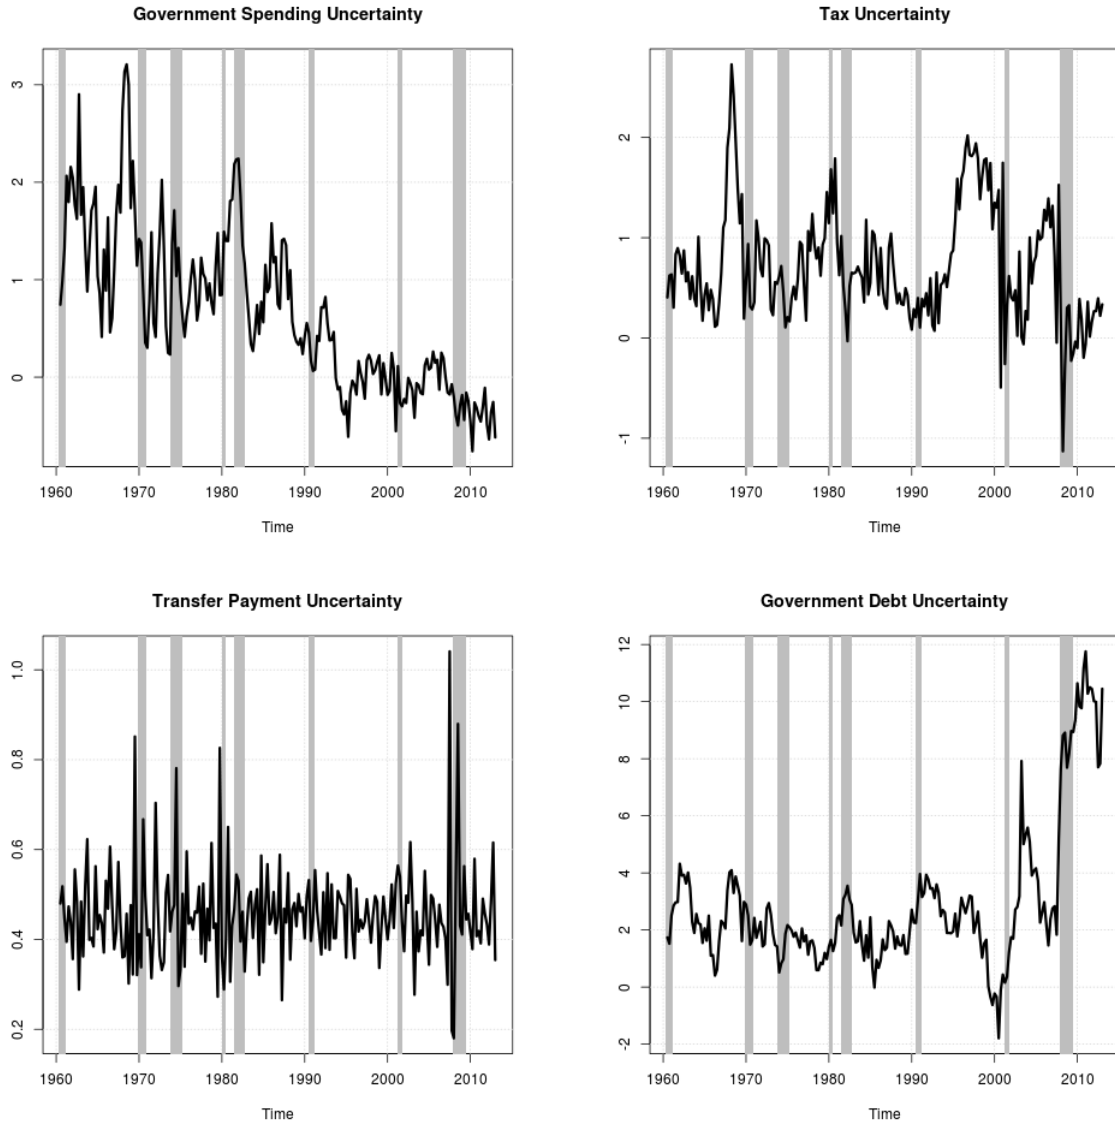 Government Spending Uncertainty
3
2
1
0
1960 1970 1980 1990 2000 2010
Time
Tax Uncertainty
2
1
0
-1
1960 1970 1980 1990 2000 2010
Time
Transfer Payment Uncertainty
1.0
0.8
0.6
0.4
0.2
1960 1970 1980 1990 2000 2010
Time
Government Debt Uncertainty
12
10
8
6
4
2
0
-2
1960 1970 1980 1990 2000 2010
Time